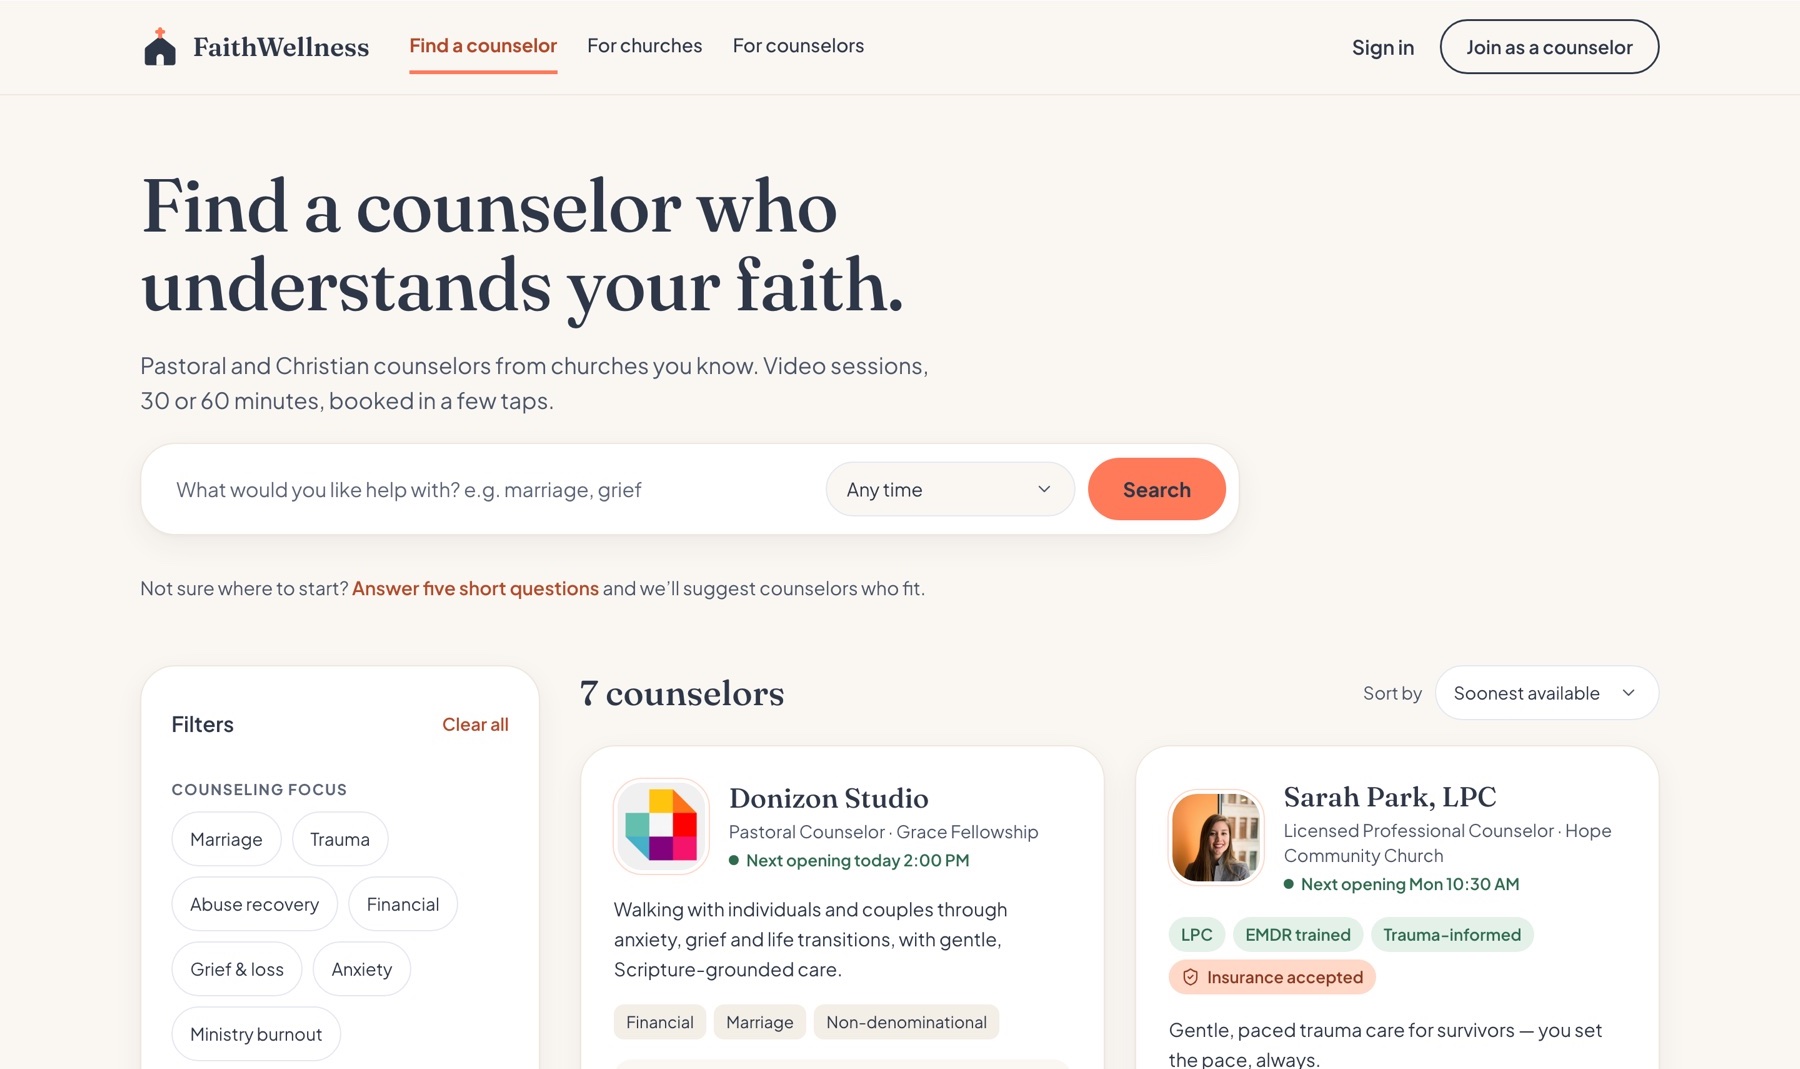 FaithWellness
Find a counselor
For churches
For counselors
Sign in
Join as a counselor
Find a counselor who
understands your faith.
Pastoral and Christian counselors from churches you know. Video sessions,
30 or 60 minutes, booked in a few taps.
What would you like help with? e.g. marriage, grief
Any time
Search
Not sure where to start? Answer five short questions and we’ll suggest counselors who fit.
Filters
Clear all
COUNSELING FOCUS
Marriage
Trauma
Abuse recovery
Financial
Grief & loss
Anxiety
Ministry burnout
7 counselors
Sort by
Soonest available
Donizon Studio
Pastoral Counselor · Grace Fellowship
Next opening today 2:00 PM
Walking with individuals and couples through
anxiety, grief and life transitions, with gentle,
Scripture-grounded care.
Financial
Marriage
Non-denominational
Sarah Park, LPC
Licensed Professional Counselor · Hope
Community Church
Next opening Mon 10:30 AM
LPC
EMDR trained
Trauma-informed
Insurance accepted
Gentle, paced trauma care for survivors — you set
the pace, always.